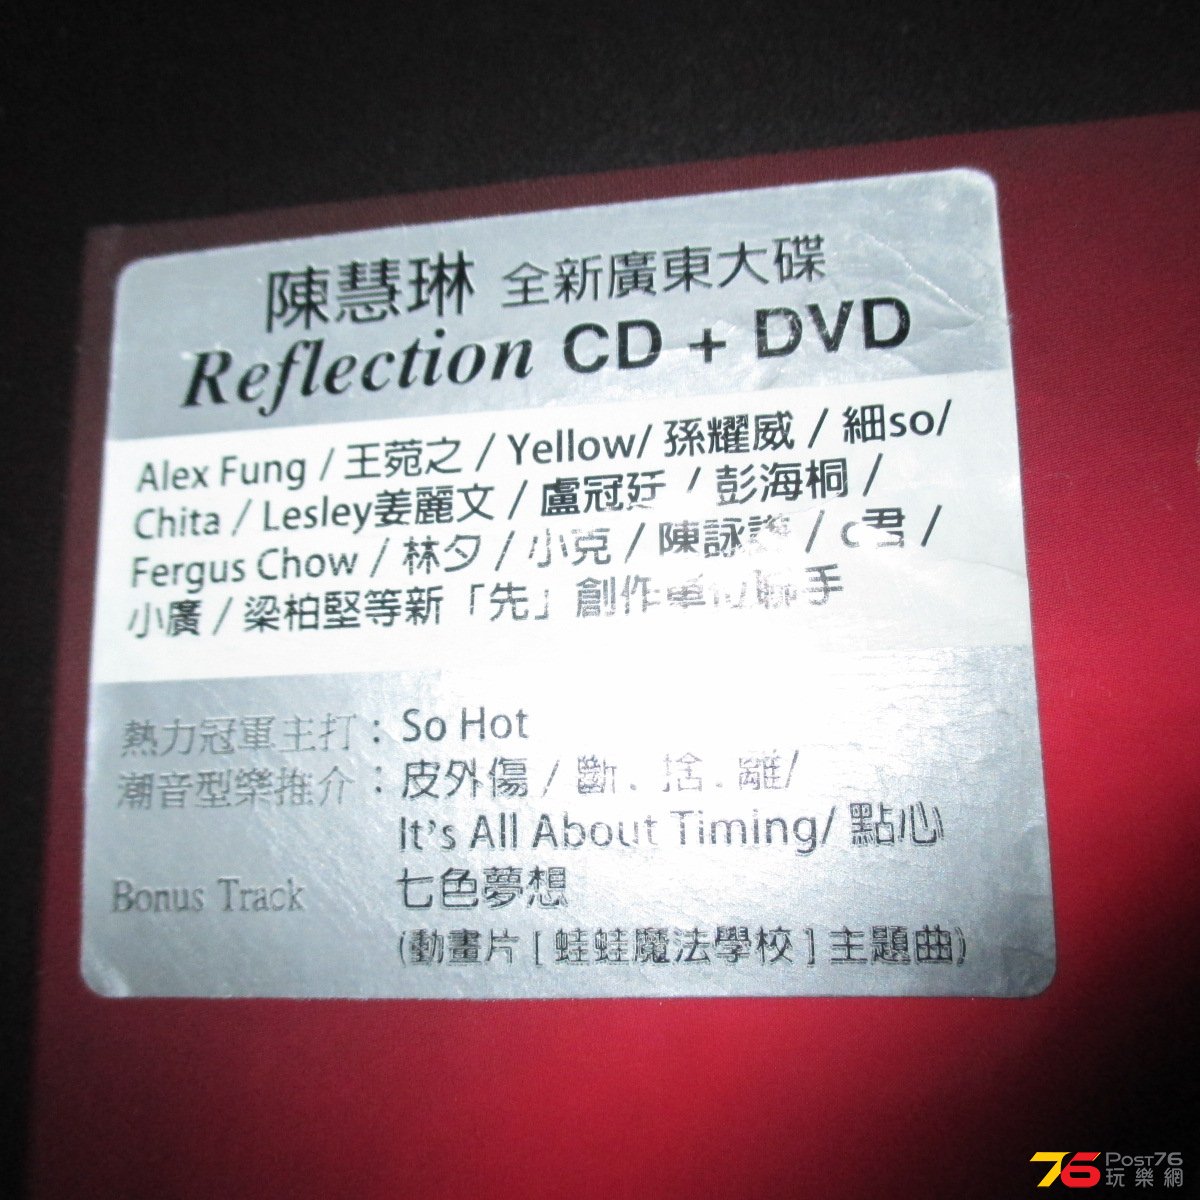 陳慧琳 全新廣東大碟
Reflection CD + DVD
Alex Fung / 王菀之 / Yellow/ 孫耀威 / 細so/
Chita / Lesley姜麗文 / 盧冠廷 / 彭海桐 /
Fergus Chow / 林夕 / 小克 / 陳詠謙 / c君 /
小廣 / 梁柏堅等新「先」創作單位聯手
熱力冠軍主打 : So Hot
潮音型樂推介 : 皮外傷 / 斷 . 捨 . 離/
It's All About Timing/ 點心
Bonus Track 七色夢想
(動畫片 [ 蛙蛙魔法學校 ] 主題曲)
76 POST76
玩樂網